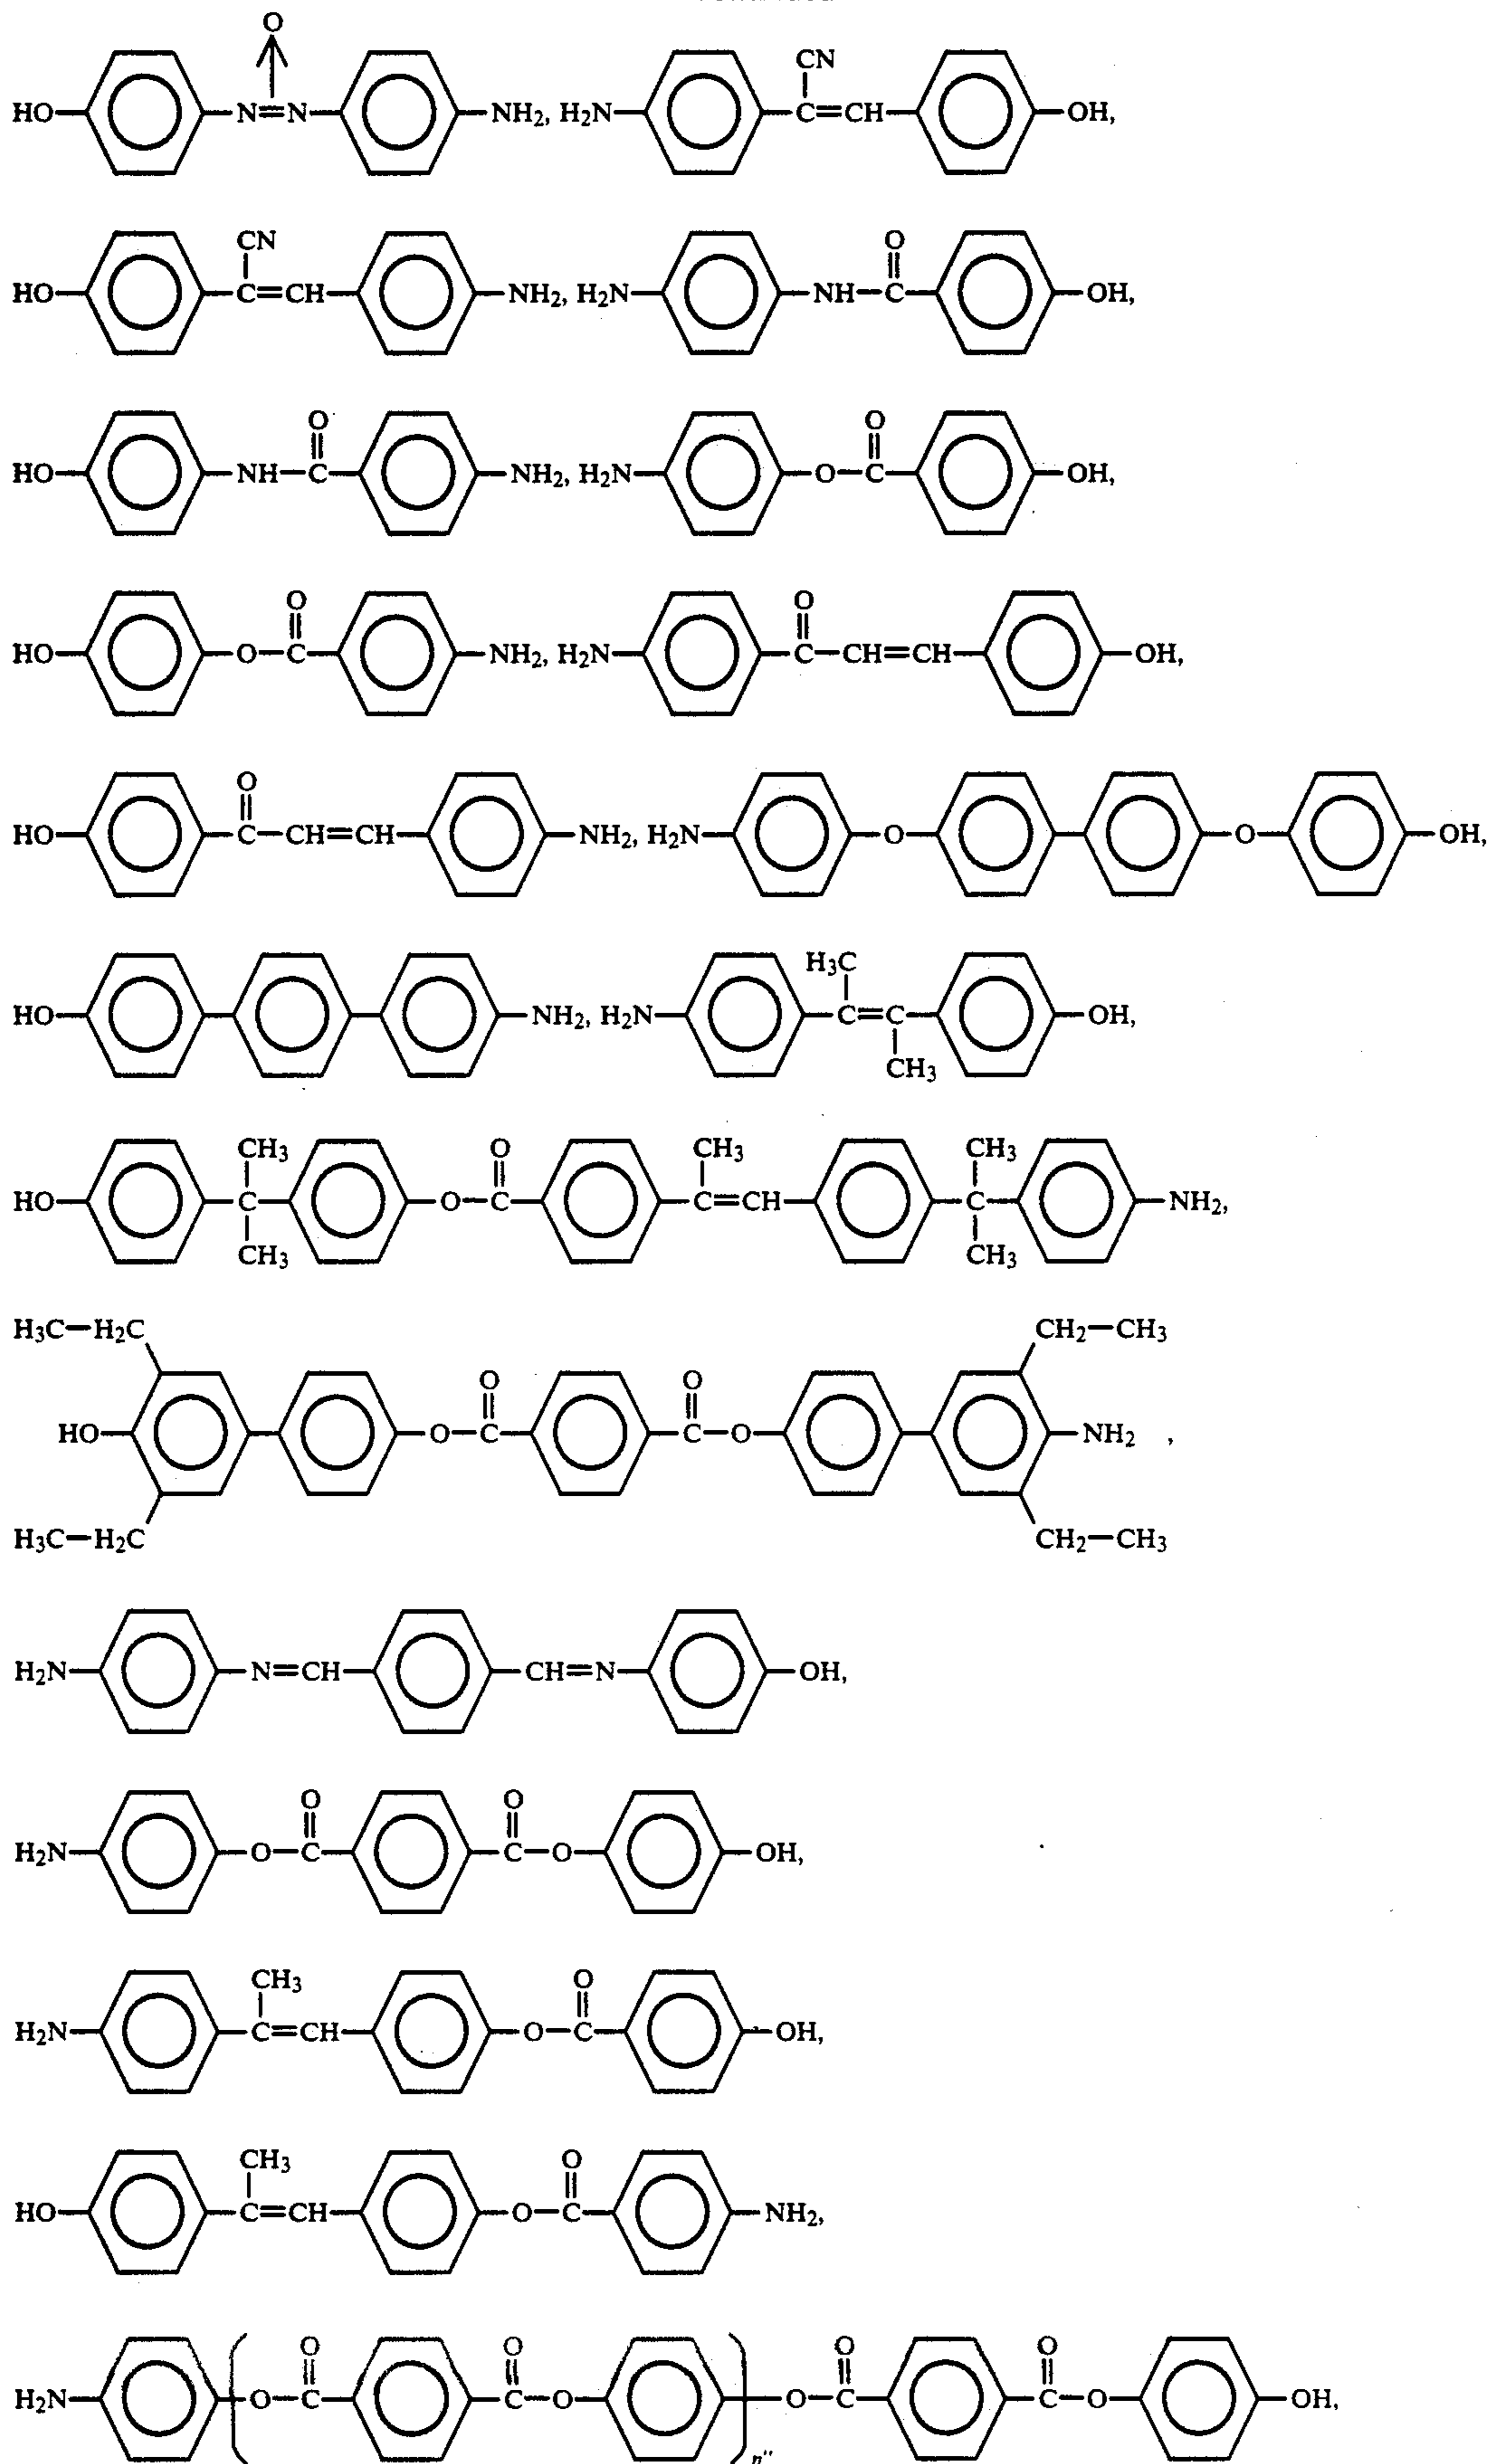 O
HO N=N NH2, H2N CN C=CH OH,
CN
HO C=CH NH2, H2N NH C O OH,
O O
HO NH C NH2, H2N O C OH,
O O
HO O C NH2, H2N C CH=CH OH,
O
HO C CH=CH NH2, H2N O O OH,
H3C
HO NH2, H2N C=C OH,
CH3
CH3 O CH3 CH3
HO C O C C=CH C NH2,
CH3 CH3
H3C-H2C CH2-CH3
O O
HO O C C O NH2 ,
H3C-H2C CH2-CH3
H2N N=CH CH=N OH,
O O
H2N O C C O OH,
CH3 O
H2N C=CH O C OH,
CH3 O
HO C=CH O C NH2,
O O O O
H2N ( O C C O ) O C C O OH,
n''